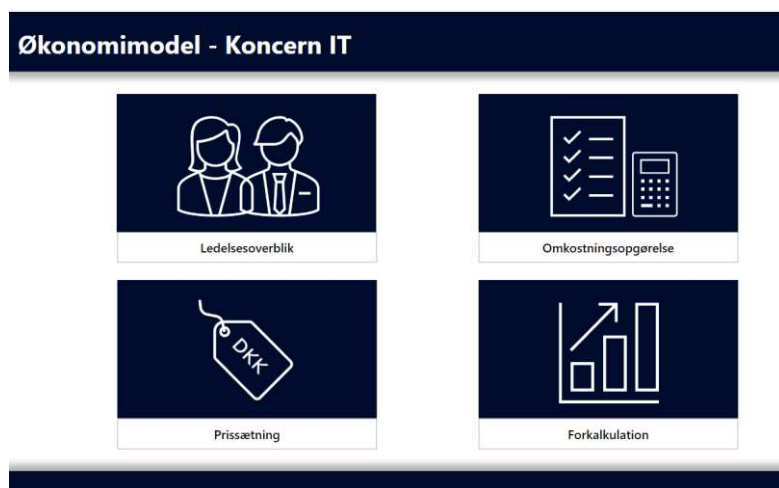 Økonomimodel - Koncern IT
Ledelsesoverblik
Omkostningsopgørelse
DKK
Prissætning
Forkalkulation